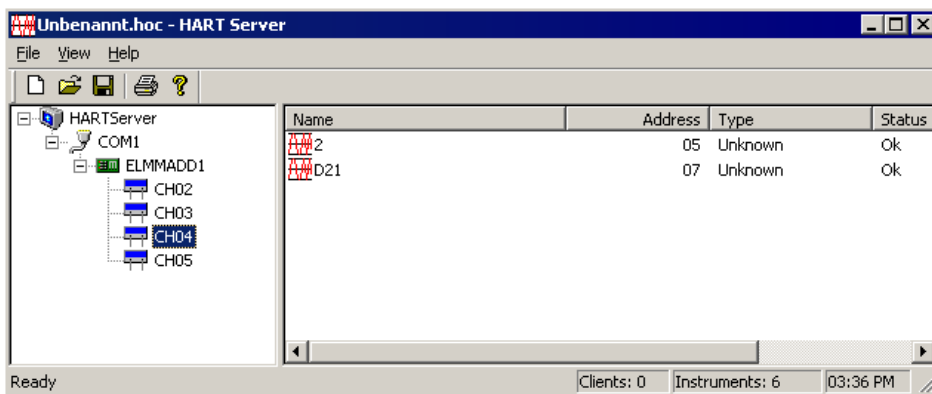 Unbenannt.hoc - HART Server
File View Help
HARTServer
COM1
ELMMADD1
CH02
CH03
CH04
CH05
Name Address Type Status
2 05 Unknown Ok
D21 07 Unknown Ok
Ready Clients: 0 Instruments: 6 03:36 PM